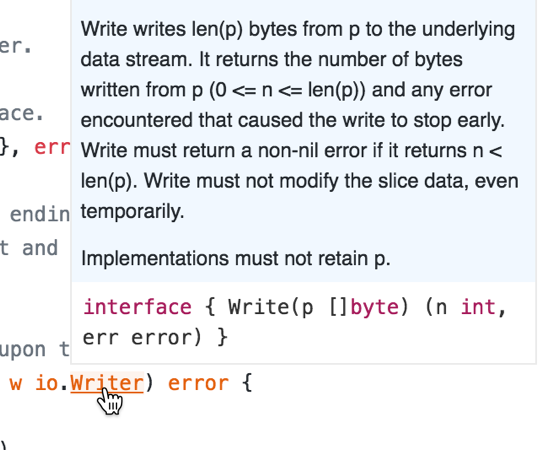 Write writes len(p) bytes from p to the underlying
er.
data stream. It returns the number of bytes
written from p (0 <= n <= len(p)) and any error
ace.
encountered that caused the write to stop early.
}, err
Write must return a non-nil error if it returns n <
len(p). Write must not modify the slice data, even
endin
temporarily.
t and
Implementations must not retain p.
interface { Write(p []byte) (n int,
err error) }
upon t
w io.Writer) error {
)